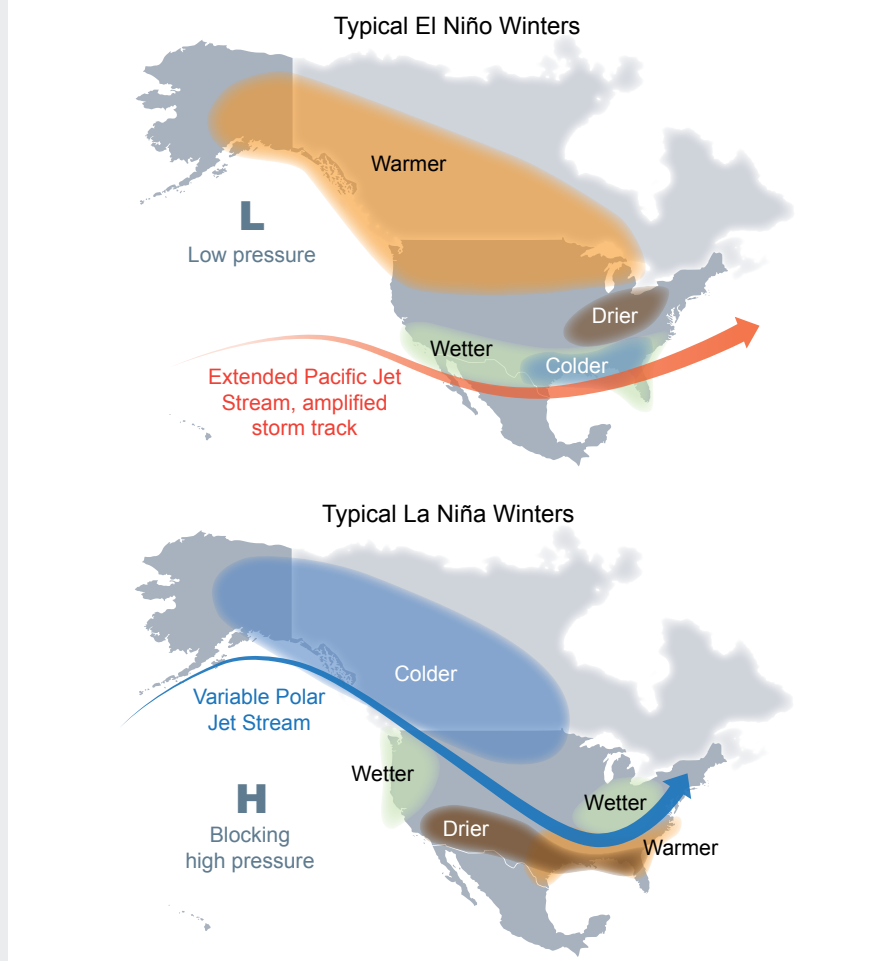 Typical El Niño Winters
Warmer
L
Low pressure
Drier
Wetter
Colder
Extended Pacific Jet
Stream, amplified
storm track
Typical La Niña Winters
Colder
Variable Polar
Jet Stream
Wetter
H
Blocking
high pressure
Wetter
Drier
Warmer